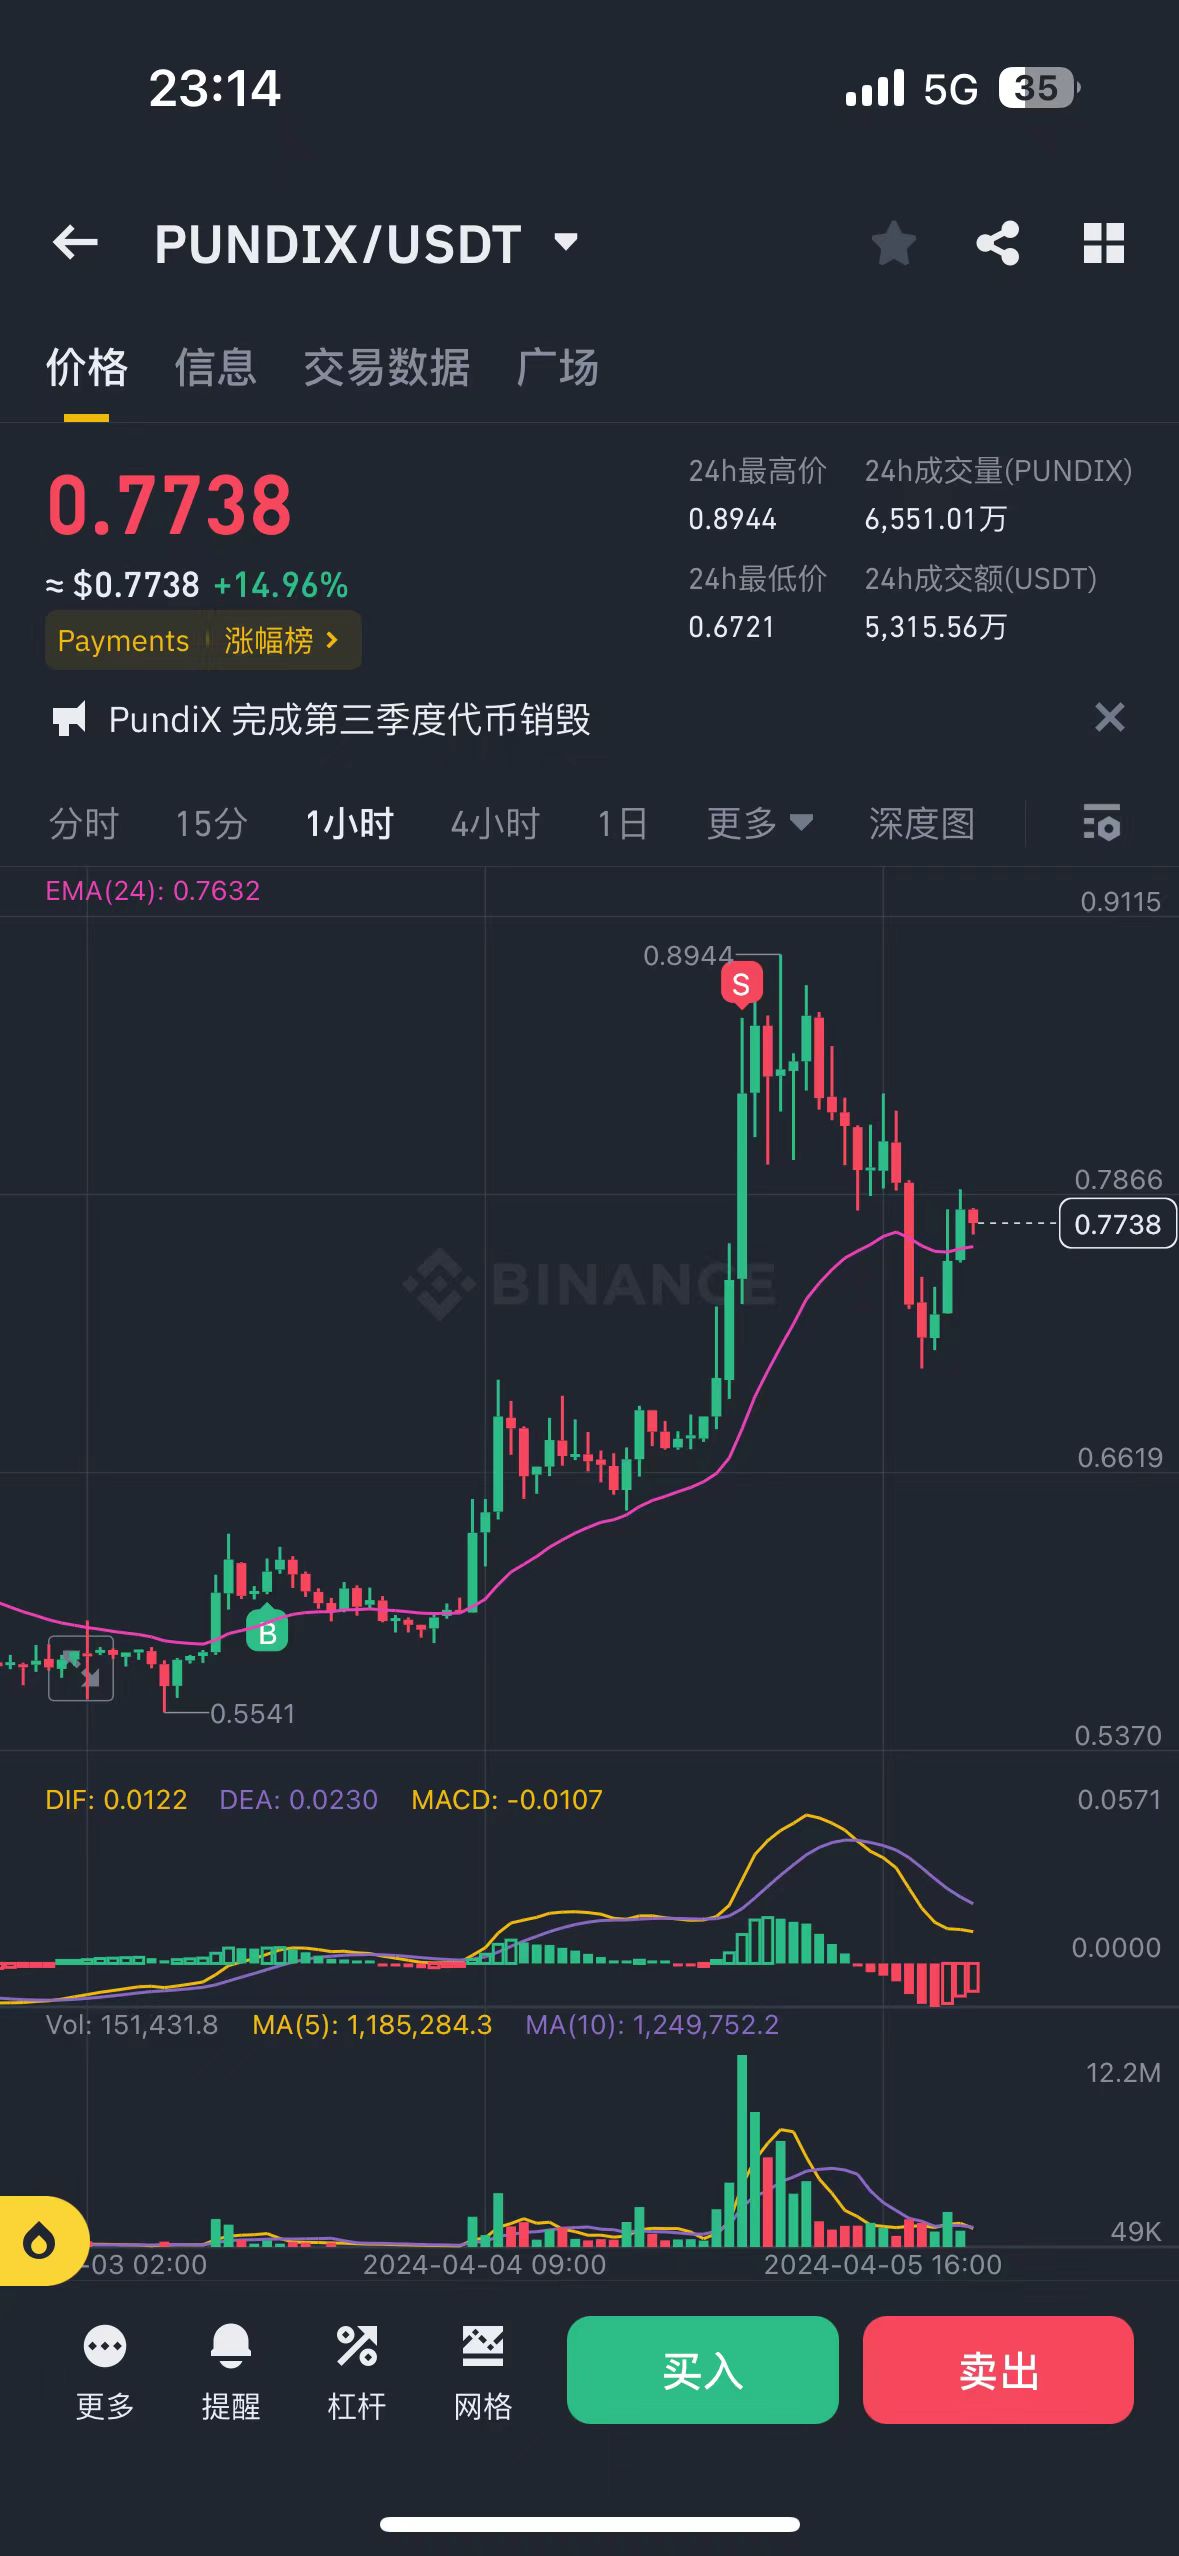 23:14
5G 35
PUNDIX/USDT
价格 信息 交易数据 广场
0.7738
≈ $0.7738 +14.96%
Payments 涨幅榜
24h最高价 24h成交量(PUNDIX)
0.8944 6,551.01万
24h最低价 24h成交额(USDT)
0.6721 5,315.56万
PundiX 完成第三季度代币销毁
分时 15分 1小时 4小时 1日 更多 深度图
EMA(24): 0.7632
0.9115
0.8944
S
0.7866
0.7738
BINANCE
0.6619
B
0.5541
0.5370
DIF: 0.0122 DEA: 0.0230 MACD: -0.0107
0.0571
0.0000
Vol: 151,431.8 MA(5): 1,185,284.3 MA(10): 1,249,752.2
12.2M
49K
-03 02:00 2024-04-04 09:00 2024-04-05 16:00
更多 提醒 杠杆 网格 买入 卖出